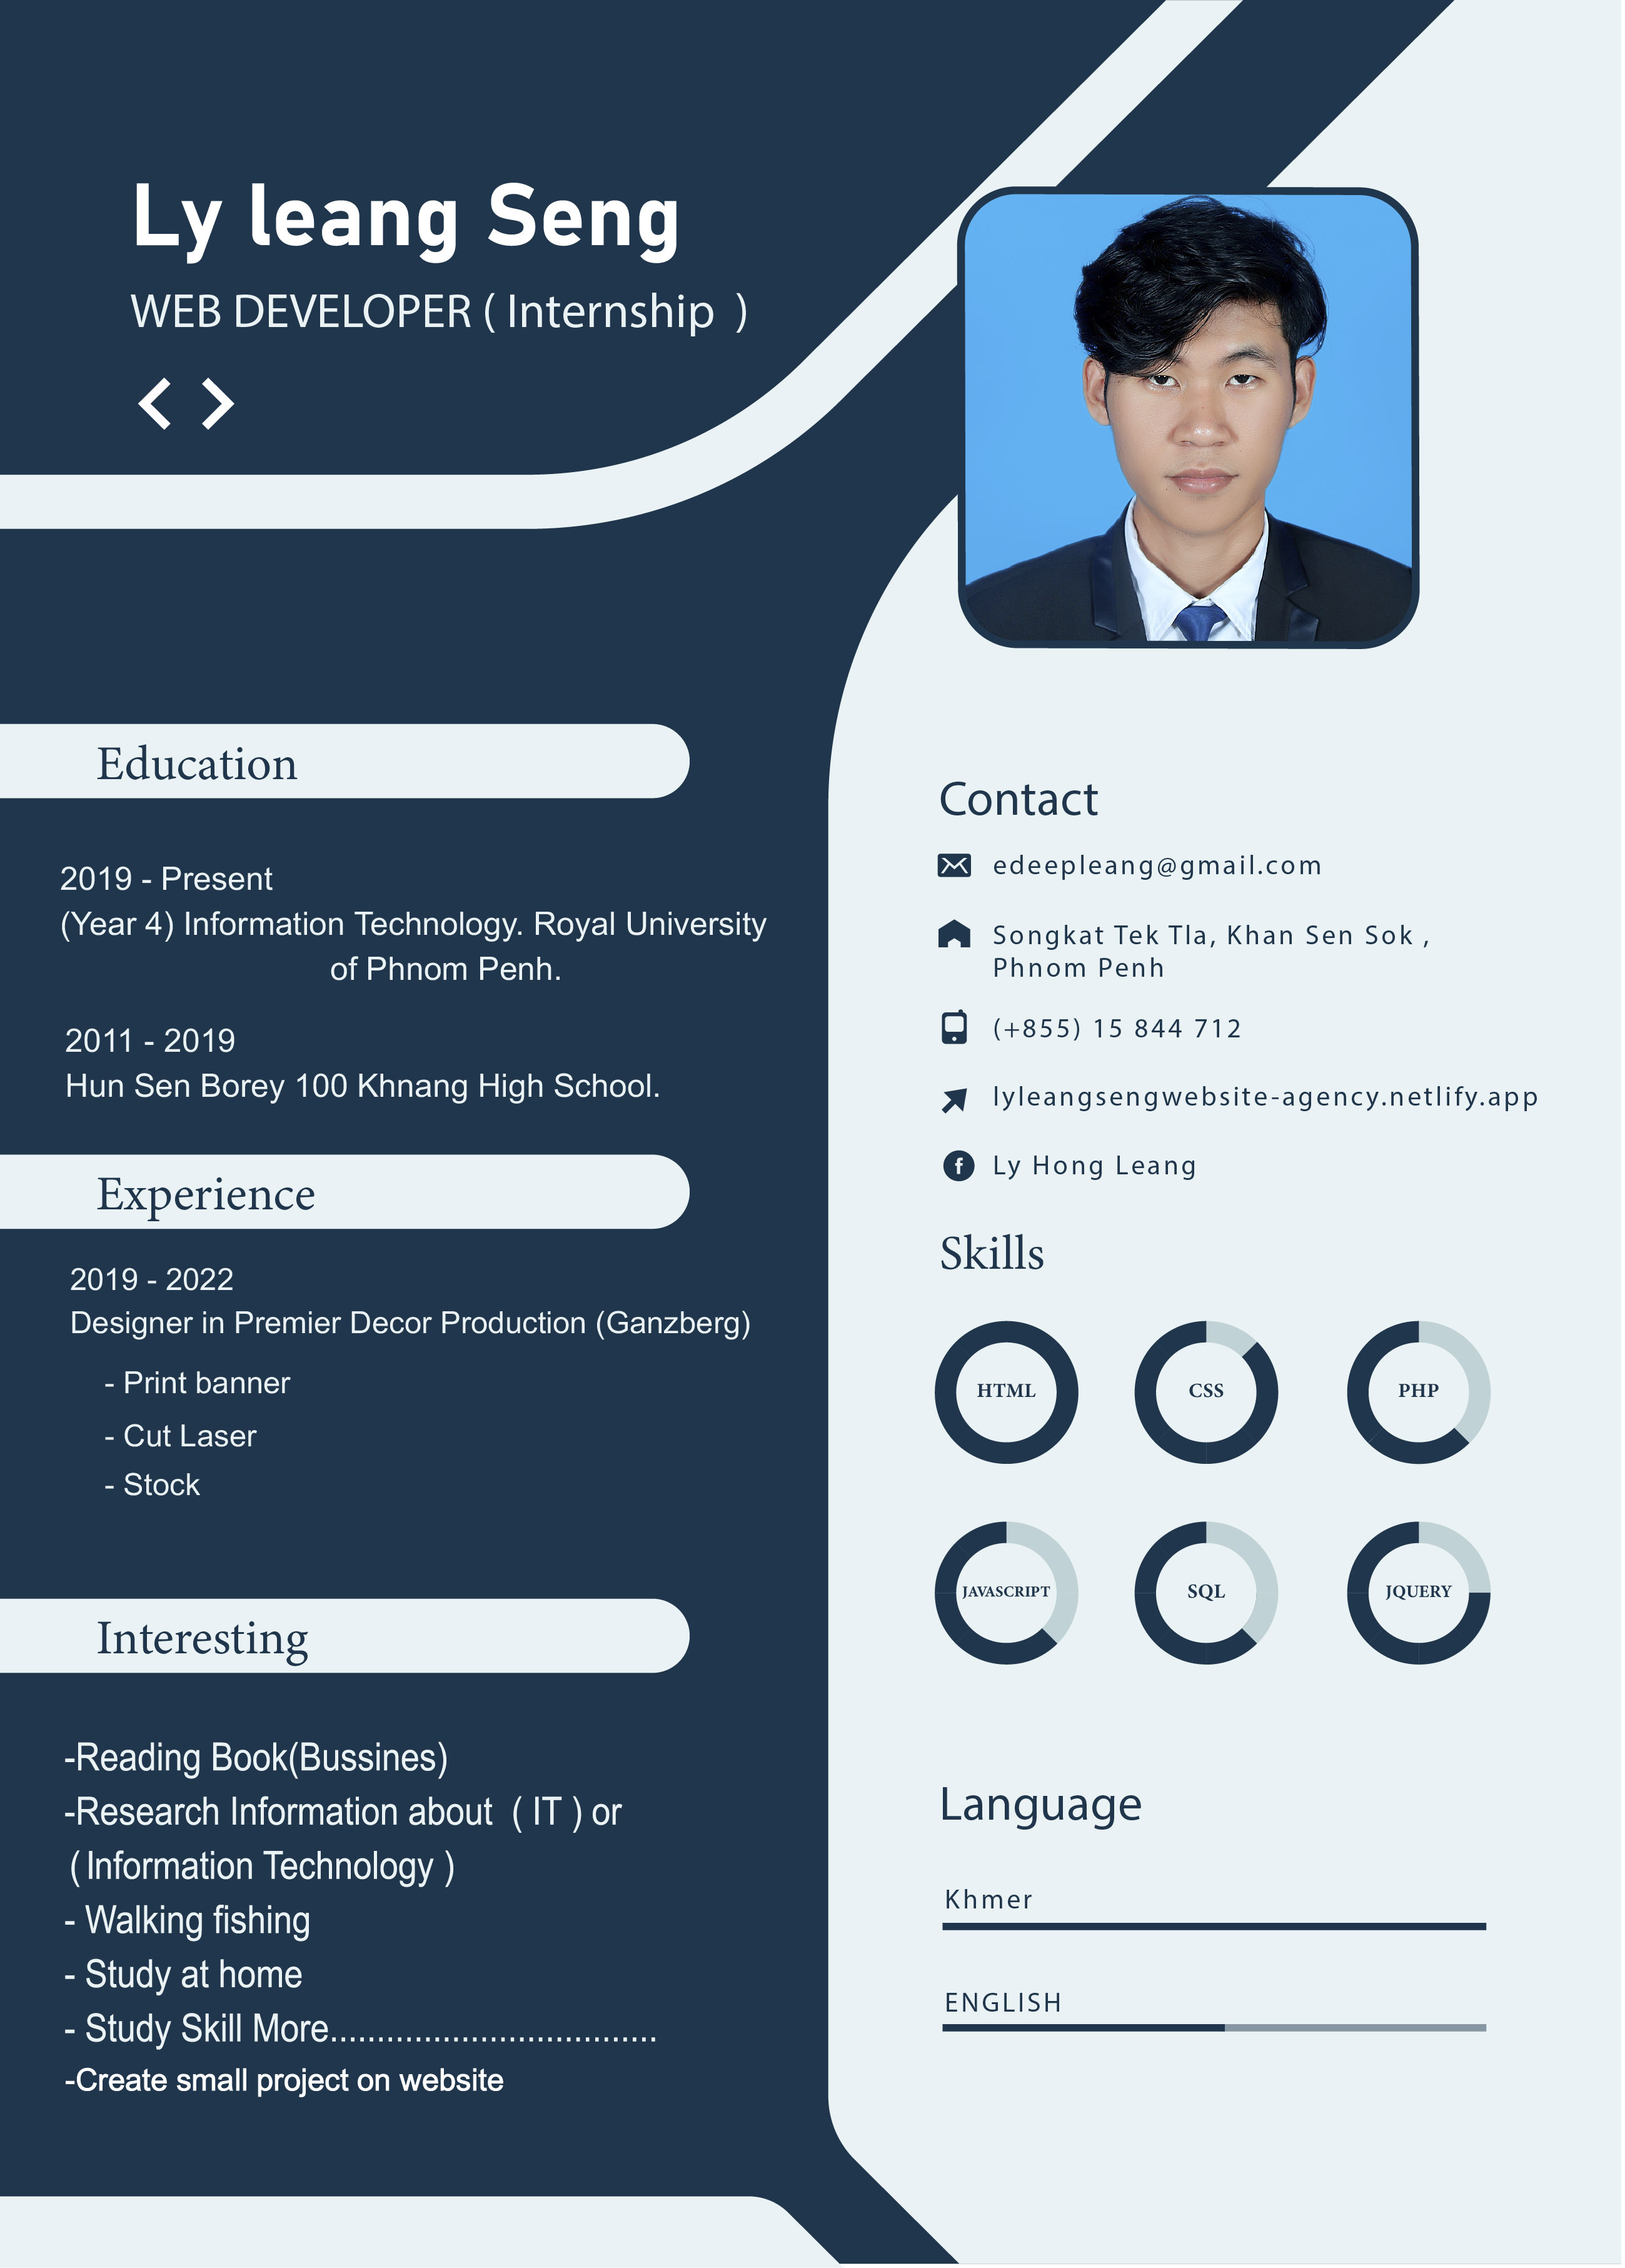 Ly leang Seng
WEB DEVELOPER ( Internship  )
Education
2019 - Present
(Year 4) Information Technology. Royal University
of Phnom Penh.
2011 - 2019
Hun Sen Borey 100 Khnang High School.
Experience
2019 - 2022
Designer in Premier Decor Production (Ganzberg)
- Print banner
- Cut Laser
- Stock
Interesting
-Reading Book(Bussines)
-Research Information about  ( IT ) or
( Information Technology )
- Walking fishing
- Study at home
- Study Skill More...................................
-Create small project on website
Contact
edeepleang@gmail.com
Songkat Tek Tla, Khan Sen Sok ,
Phnom Penh
(+855) 15 844 712
lyleangsengwebsite-agency.netlify.app
Ly Hong Leang
Skills
HTML
CSS
PHP
JAVASCRIPT
SQL
JQUERY
Language
Khmer
ENGLISH